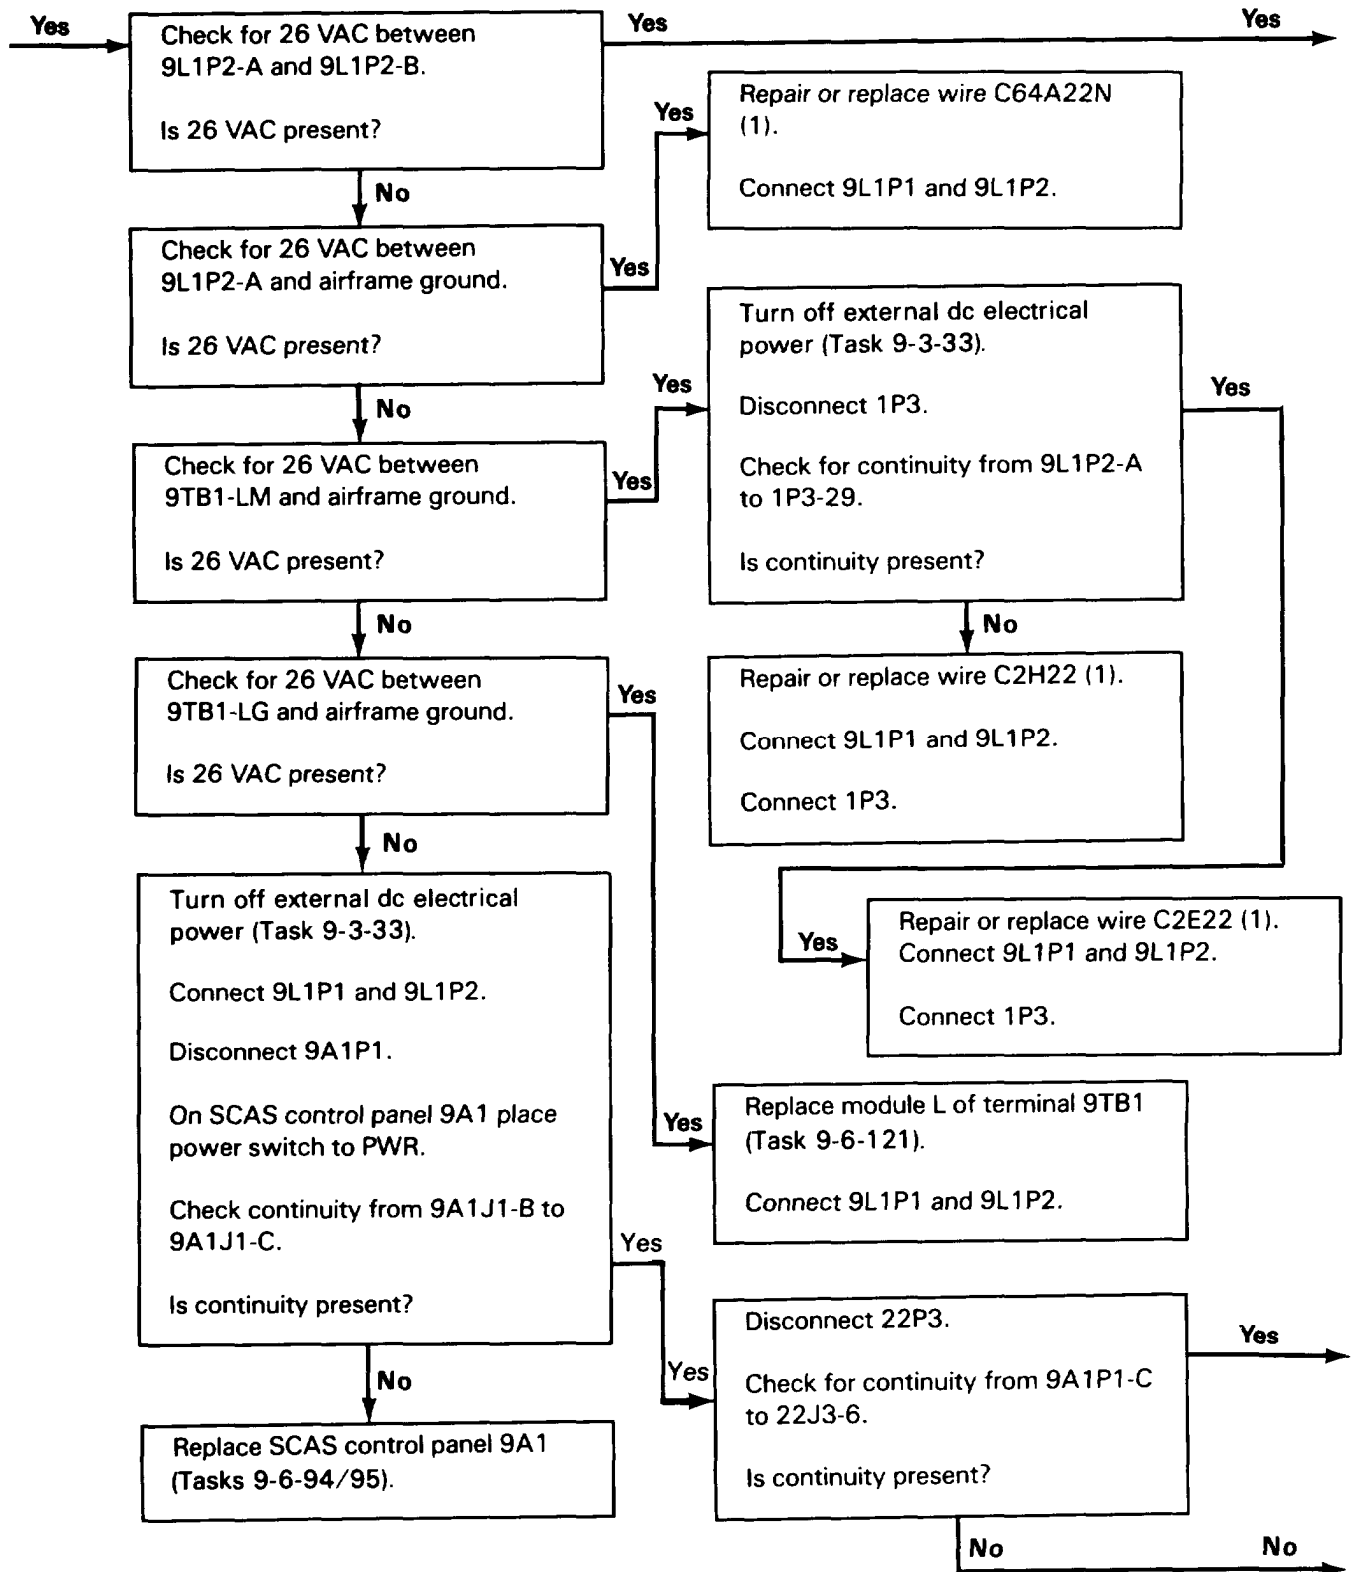 Yes
Check for 26 VAC between
9L1P2-A and 9L1P2-B.
Is 26 VAC present?
Yes
Yes
No
Check for 26 VAC between
9L1P2-A and airframe ground.
Is 26 VAC present?
Yes
Yes
Repair or replace wire C64A22N
(1).
Connect 9L1P1 and 9L1P2.
No
Check for 26 VAC between
9TB1-LM and airframe ground.
Is 26 VAC present?
Yes
Yes
Turn off external dc electrical
power (Task 9-3-33).
Disconnect 1P3.
Check for continuity from 9L1P2-A
to 1P3-29.
Is continuity present?
Yes
No
Repair or replace wire C2H22 (1).
Connect 9L1P1 and 9L1P2.
Connect 1P3.
Yes
Repair or replace wire C2E22 (1).
Connect 9L1P1 and 9L1P2.
Connect 1P3.
No
Check for 26 VAC between
9TB1-LG and airframe ground.
Is 26 VAC present?
Yes
Yes
Replace module L of terminal 9TB1
(Task 9-6-121).
Connect 9L1P1 and 9L1P2.
No
Turn off external dc electrical
power (Task 9-3-33).
Connect 9L1P1 and 9L1P2.
Disconnect 9A1P1.
On SCAS control panel 9A1 place
power switch to PWR.
Check continuity from 9A1J1-B to
9A1J1-C.
Is continuity present?
Yes
Yes
Disconnect 22P3.
Check for continuity from 9A1P1-C
to 22J3-6.
Is continuity present?
Yes
No
No
No
Replace SCAS control panel 9A1
(Tasks 9-6-94/95).